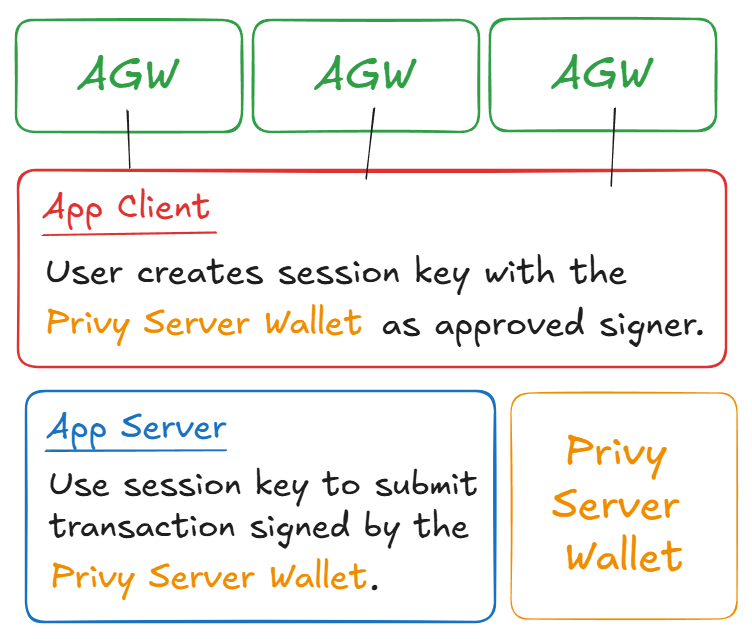 AGW
AGW
AGW
App Client
User creates session key with the
Privy Server Wallet as approved signer.
App Server
Use session key to submit
transaction signed by the
Privy Server Wallet.
Privy
Server
Wallet